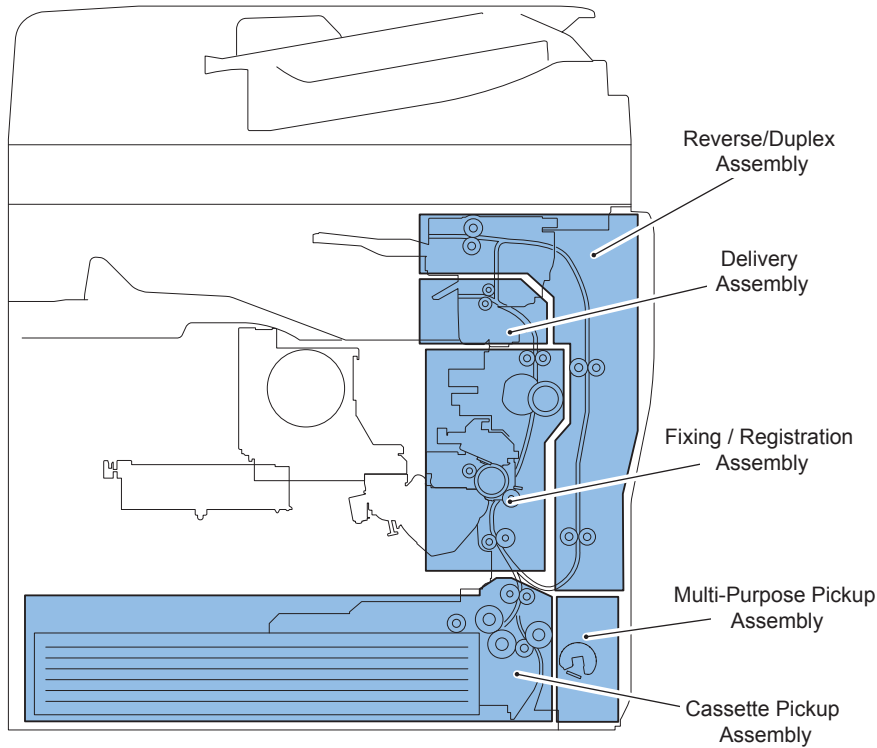 Reverse/Duplex
Assembly
Delivery
Assembly
Fixing / Registration
Assembly
Multi-Purpose Pickup
Assembly
Cassette Pickup
Assembly